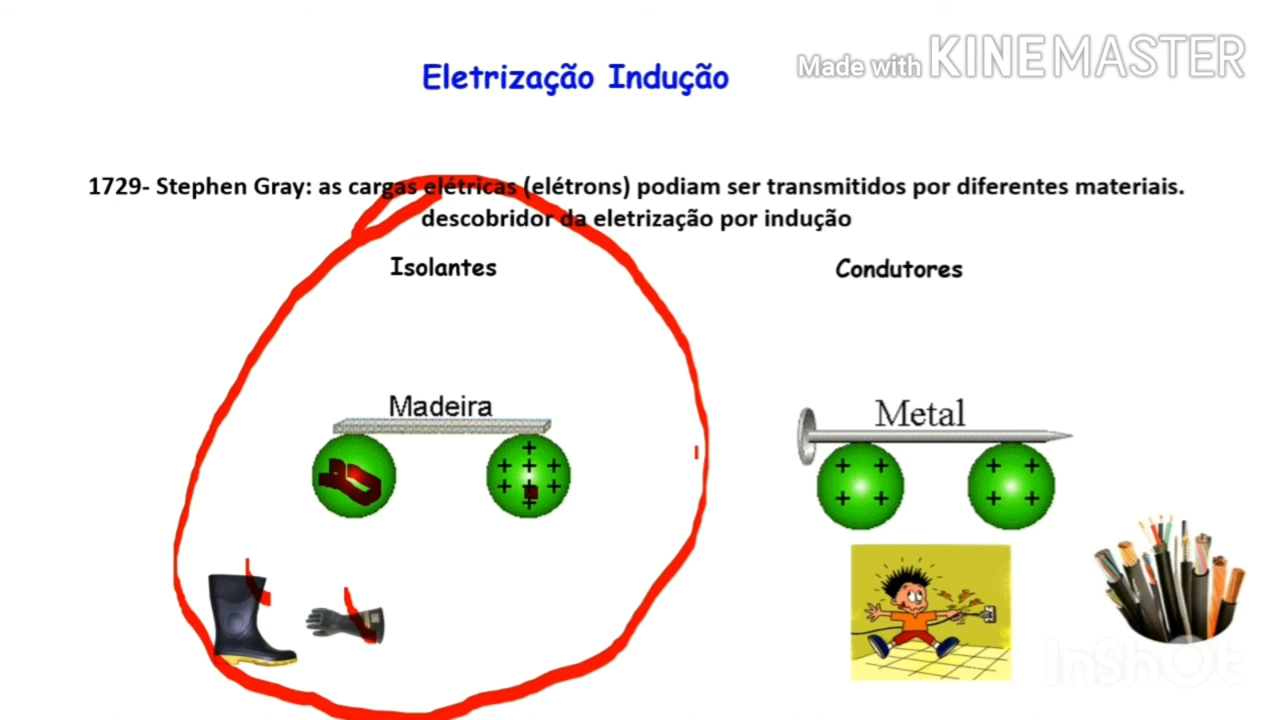 Made with KINEMASTER
Eletrização Indução
1729- Stephen Gray: as cargas elétricas (elétrons) podiam ser transmitidos por diferentes materiais.
descobridor da eletrização por indução
Isolantes
Condutores
Madeira
Metal
InShOt